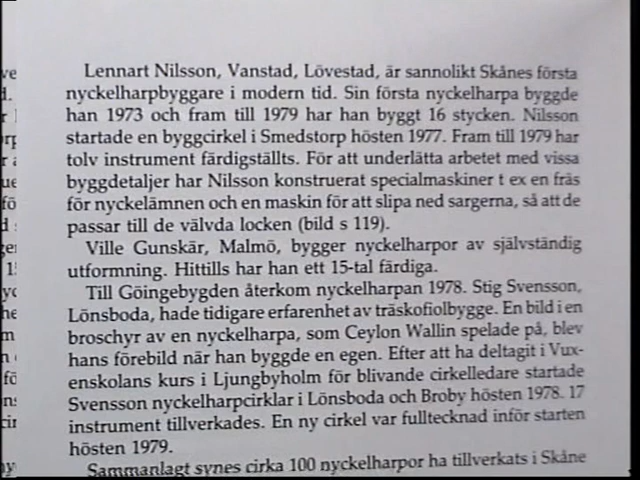 Lennart Nilsson, Vanstad, Lövestad, är sannolikt Skånes första
nyckelharpbyggare i modern tid. Sin första nyckelharpa byggde
han 1973 och fram till 1979 har han byggt 16 stycken. Nilsson
startade en byggcirkel i Smedstorp hösten 1977. Fram till 1979 har
tolv instrument färdigställts. För att underlätta arbetet med vissa
byggdetaljer har Nilsson konstruerat specialmaskiner t ex en fräs
för nyckelämnen och en maskin för att slipa ned sargerna, så att de
passar till de välvda locken (bild s 119).
Ville Gunskär, Malmö, bygger nyckelharpor av självständig
utformning. Hittills har han ett 15-tal färdiga.
Till Göingebygden återkom nyckelharpan 1978. Stig Svensson,
Lönsboda, hade tidigare erfarenhet av träskofiolbygge. En bild i en
broschyr av en nyckelharpa, som Ceylon Wallin spelade på, blev
hans förebild när han byggde en egen. Efter att ha deltagit i Vux-
enskolans kurs i Ljungbyholm för blivande cirkelledare startade
Svensson nyckelharpcirklar i Lönsboda och Broby hösten 1978. 17
instrument tillverkades. En ny cirkel var fulltecknad inför starten
hösten 1979.
Sammanlagt synes cirka 100 nyckelharpor ha tillverkats i Skåne